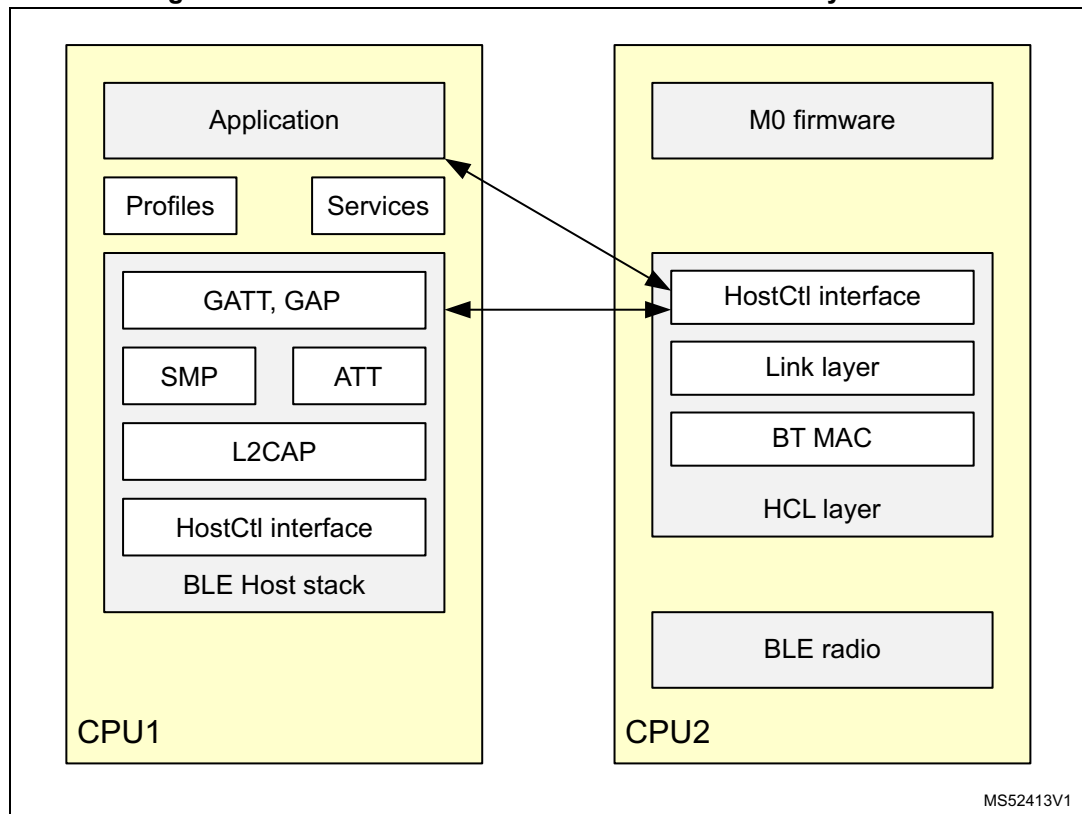 Application
Profiles
Services
GATT, GAP
SMP
ATT
L2CAP
HostCtl interface
BLE Host stack
CPU1
M0 firmware
HostCtl interface
Link layer
BT MAC
HCL layer
BLE radio
CPU2
MS52413V1